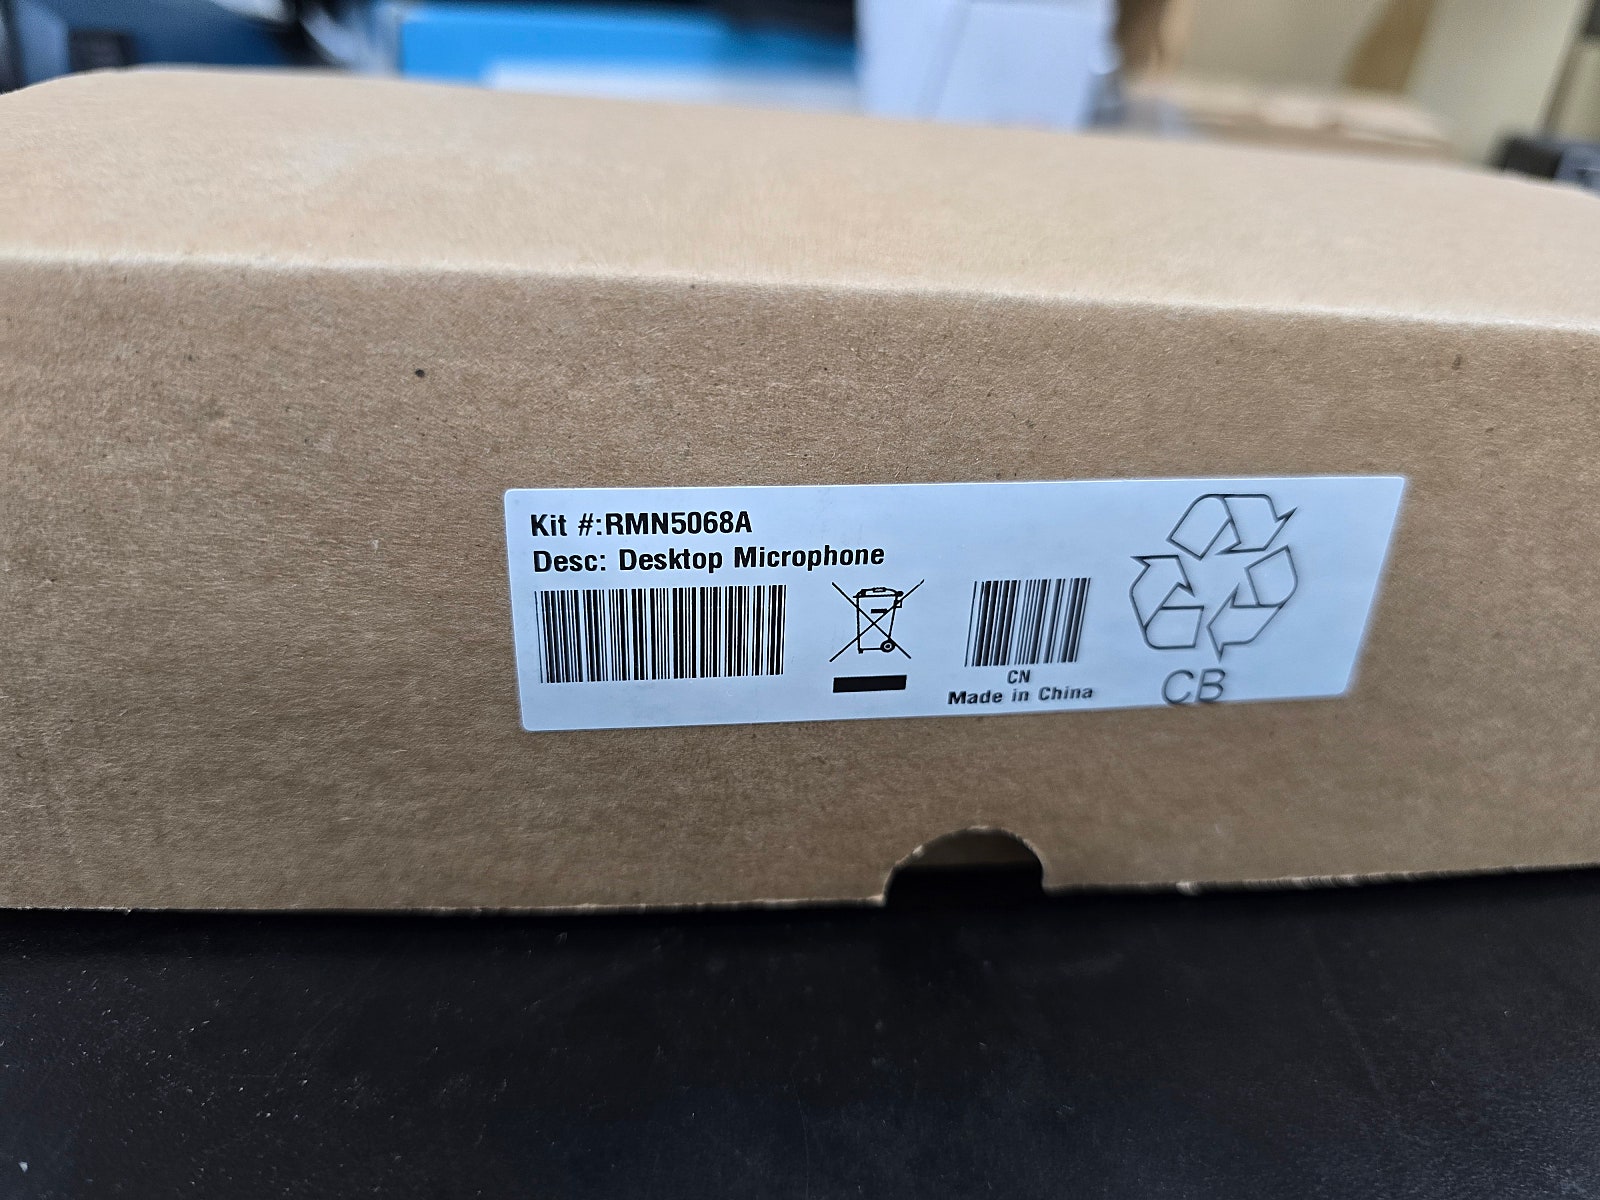 Kit #:RMN5068A
Desc: Desktop Microphone
CN
Made in China
CB